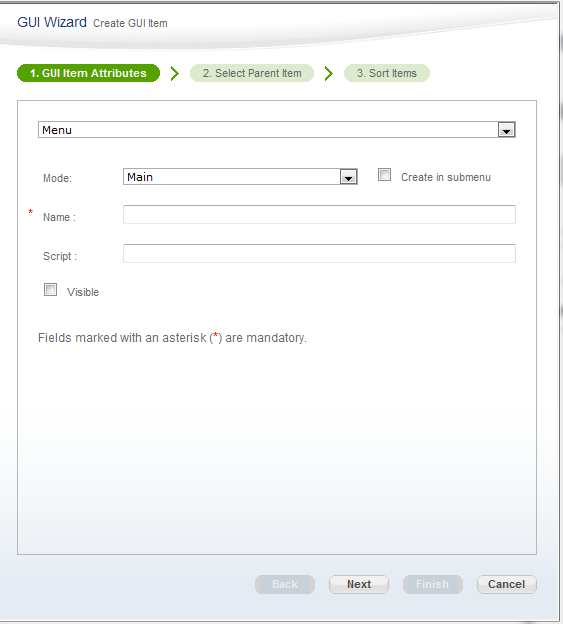 GUI Wizard Create GUI Item
1. GUI Item Attributes 2. Select Parent Item 3. Sort Items
Menu
Mode: Main Create in submenu
* Name :
Script :
Visible
Fields marked with an asterisk (*) are mandatory.
Back Next Finish Cancel